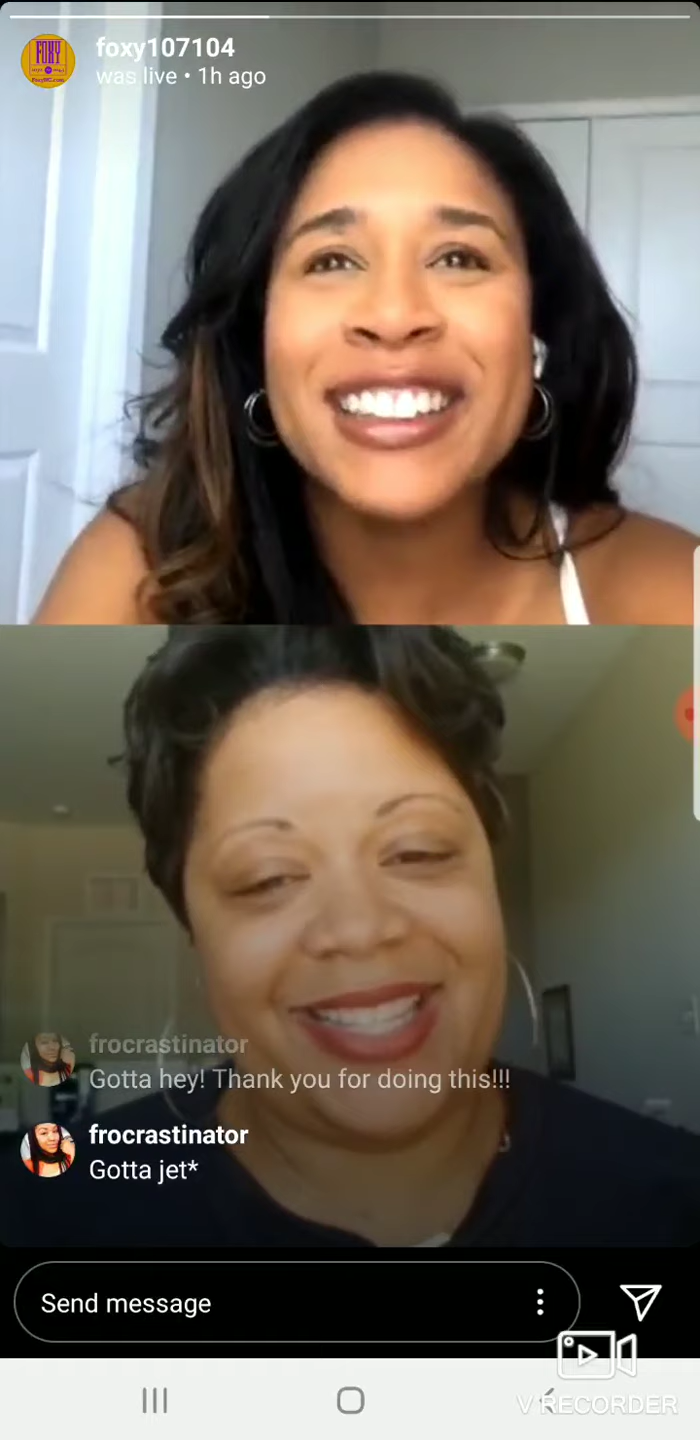 FOXY
foxy107104
was live • 1h ago
frocrastinator
Gotta hey! Thank you for doing this!!!
frocrastinator
Gotta jet*
Send message
V RECORDER